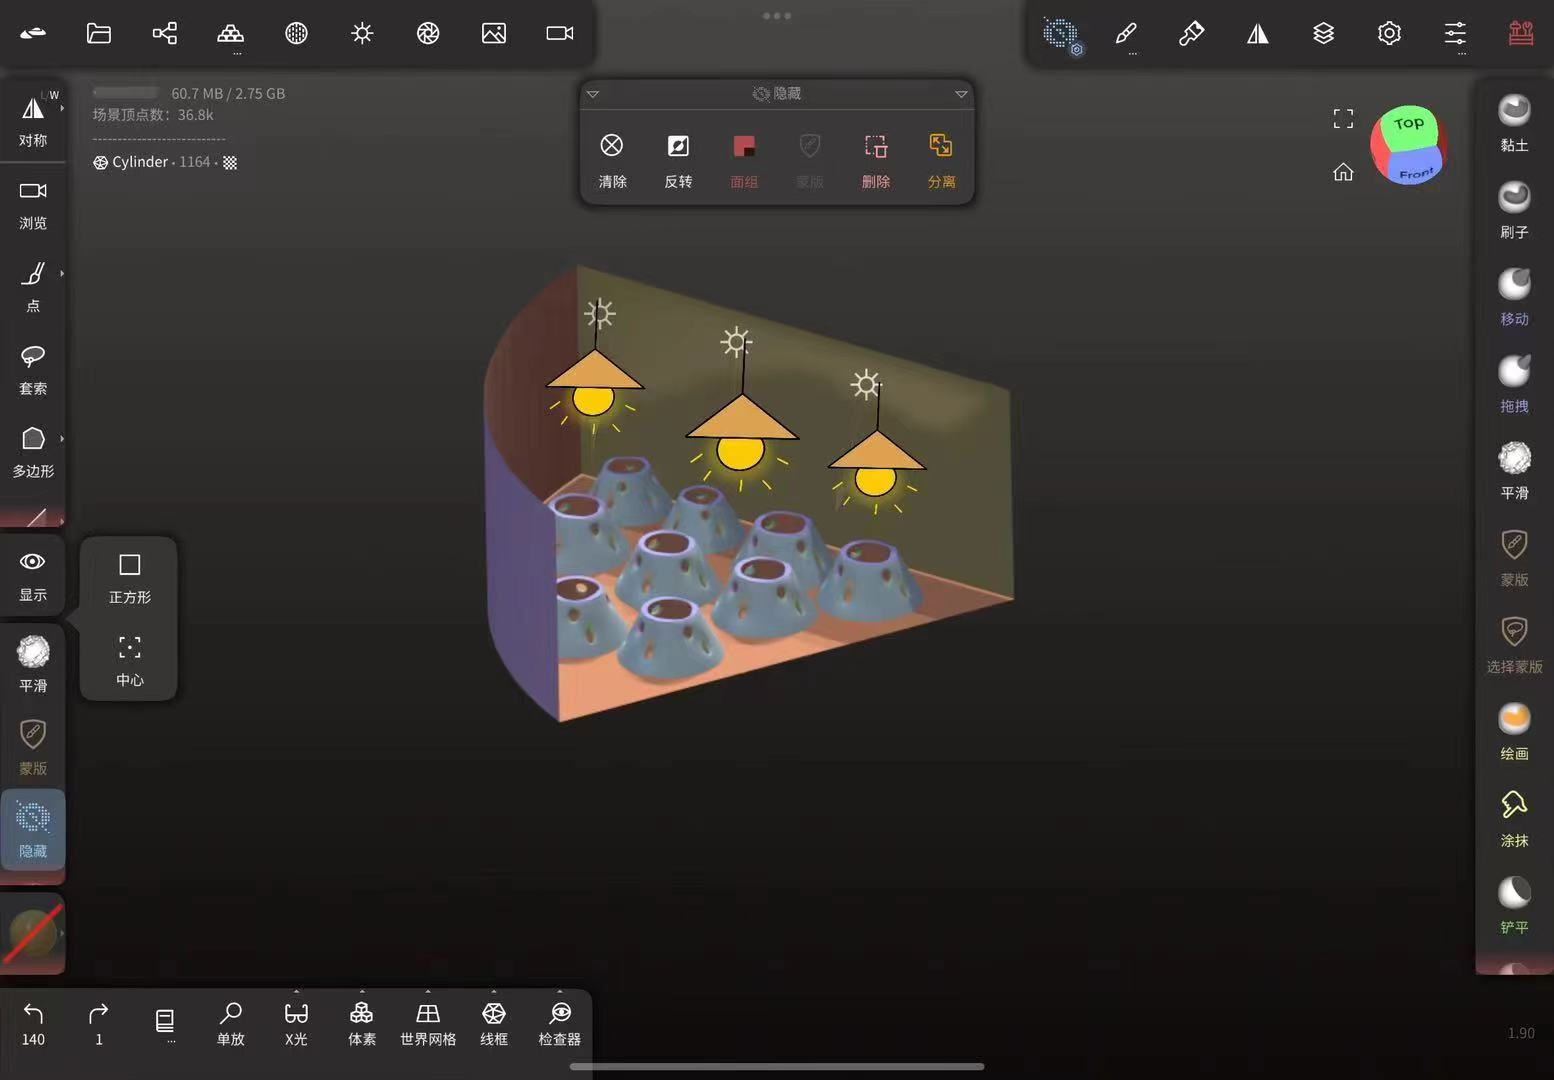 60.7 MB / 2.75 GB
场景顶点数：36.8k
Cylinder · 1164 ·
隐藏
清除
反转
面组
蒙版
删除
分离
Top
Front
L/W
对称
浏览
点
套索
多边形
显示
正方形
中心
平滑
蒙版
隐藏
黏土
刷子
移动
拖拽
平滑
蒙版
选择蒙版
绘画
涂抹
铲平
140
1
单放
X光
体素
世界网格
线框
检查器
1.90